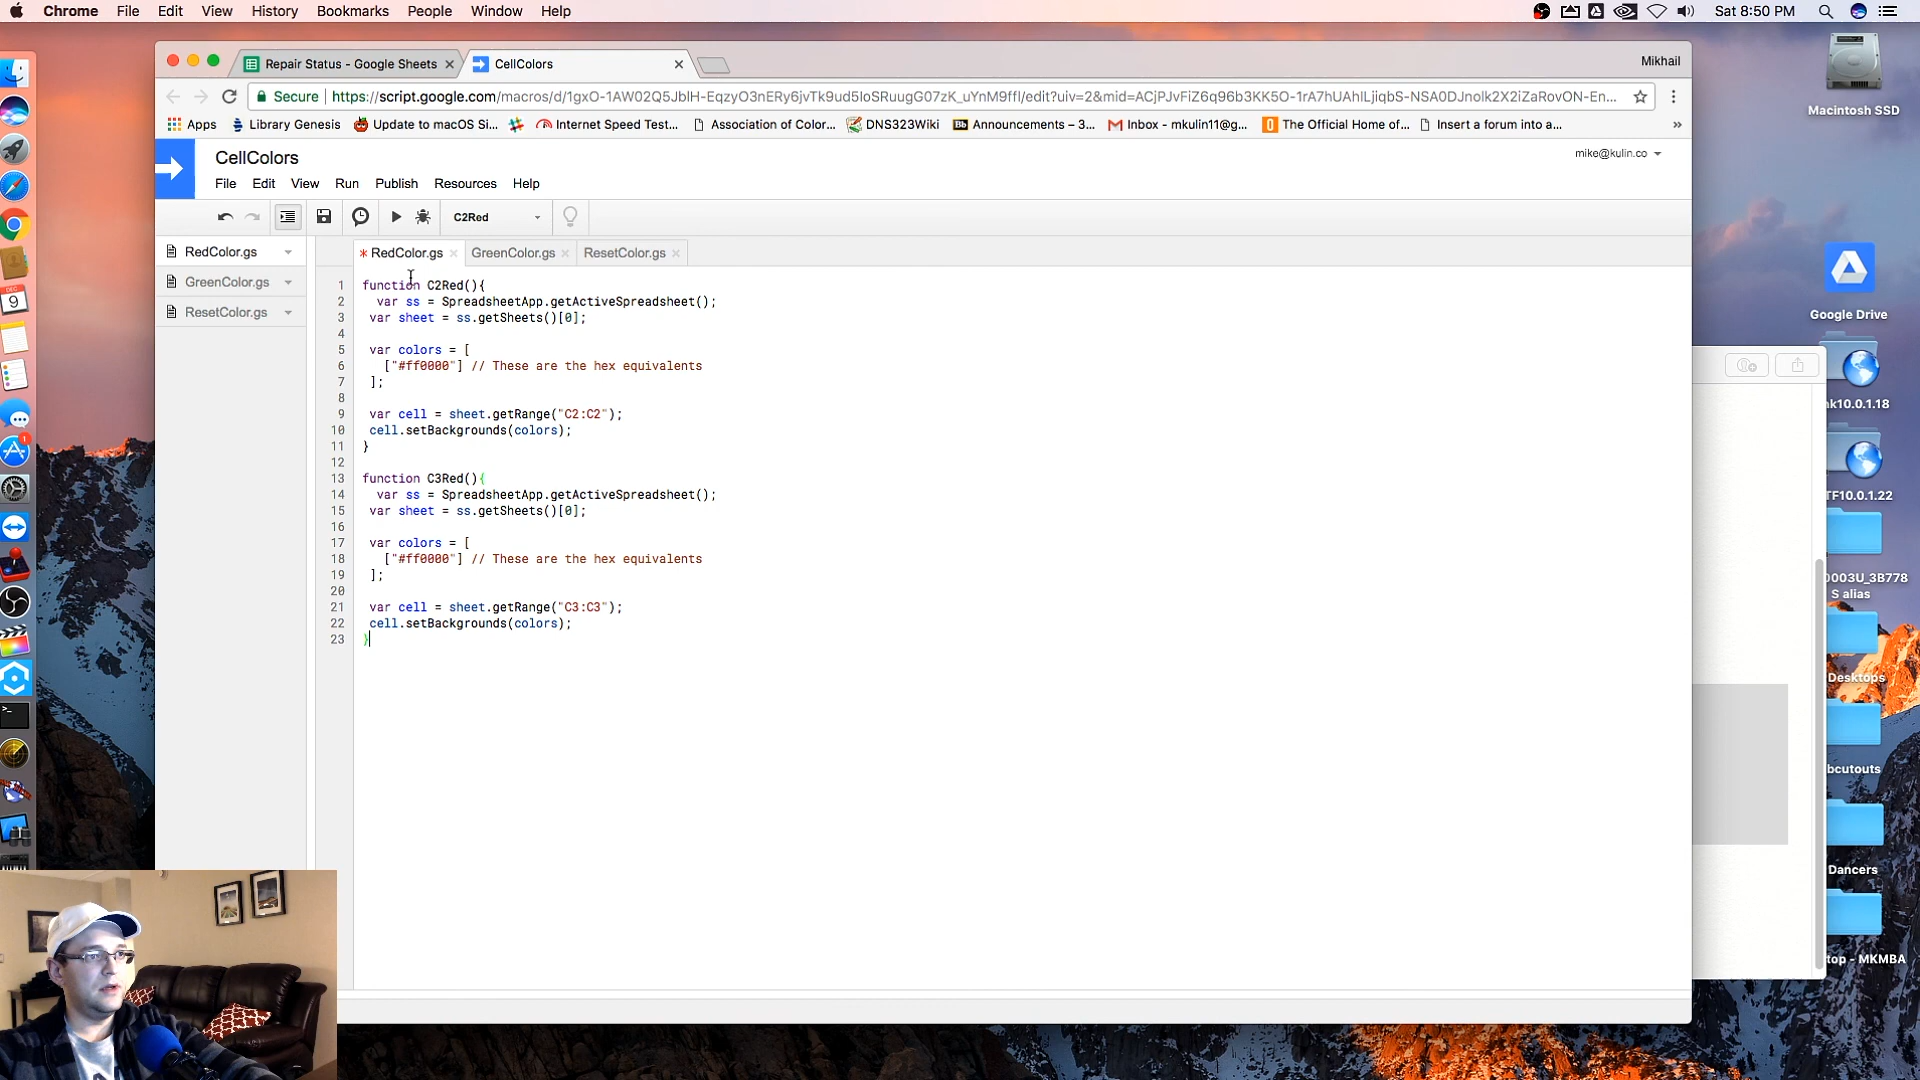 Chrome File Edit View History Bookmarks People Window Help Sat 8:50 PM
Macintosh SSD
Repair Status - Google Sheets CellColors Mikhail
Secure https://script.google.com/macros/d/1gxO-1AW02Q5JbIH-EqzyO3nERy6jvTk9ud5IoSRuugG07zK_uYnM9ffI/edit?uiv=2&mid=ACjPJvFiZ6q96b3KK5O-1rA7hUAhILjiqbS-NSA0DJnolk2X2iZaRovON-En...
Apps Library Genesis Update to macOS Si... Internet Speed Test... Association of Color... DNS323Wiki Announcements – 3... Inbox - mkulin11@g... The Official Home of... Insert a forum into a... »
CellColors mike@kulin.co
File Edit View Run Publish Resources Help
C2Red
RedColor.gs
GreenColor.gs
ResetColor.gs
* RedColor.gs GreenColor.gs ResetColor.gs
1 function C2Red(){
2 var ss = SpreadsheetApp.getActiveSpreadsheet();
3 var sheet = ss.getSheets()[0];
4
5 var colors = [
6 ["#ff0000"] // These are the hex equivalents
7 ];
8
9 var cell = sheet.getRange("C2:C2");
10 cell.setBackgrounds(colors);
11 }
12
13 function C3Red(){
14 var ss = SpreadsheetApp.getActiveSpreadsheet();
15 var sheet = ss.getSheets()[0];
16
17 var colors = [
18 ["#ff0000"] // These are the hex equivalents
19 ];
20
21 var cell = sheet.getRange("C3:C3");
22 cell.setBackgrounds(colors);
23 }
Google Drive
nk10.0.1.18
TF10.0.1.22
0003U_3B778
S alias
Desktops
bcutouts
Dancers
top - MKMBA
DEC
9
1